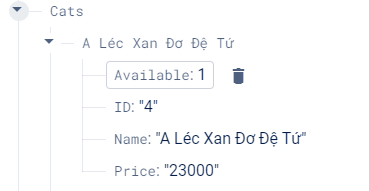 Cats
A Léc Xan Đơ Đệ Tứ
Available: 1
ID: "4"
Name: "A Léc Xan Đơ Đệ Tứ"
Price: "23000"